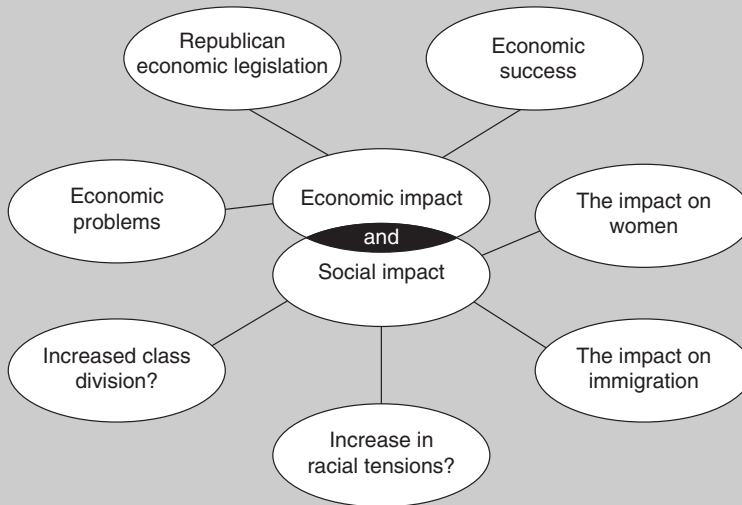 Republican
economic legislation
Economic
success
Economic
problems
Economic impact
and
Social impact
The impact on
women
Increased class
division?
The impact on
immigration
Increase in
racial tensions?